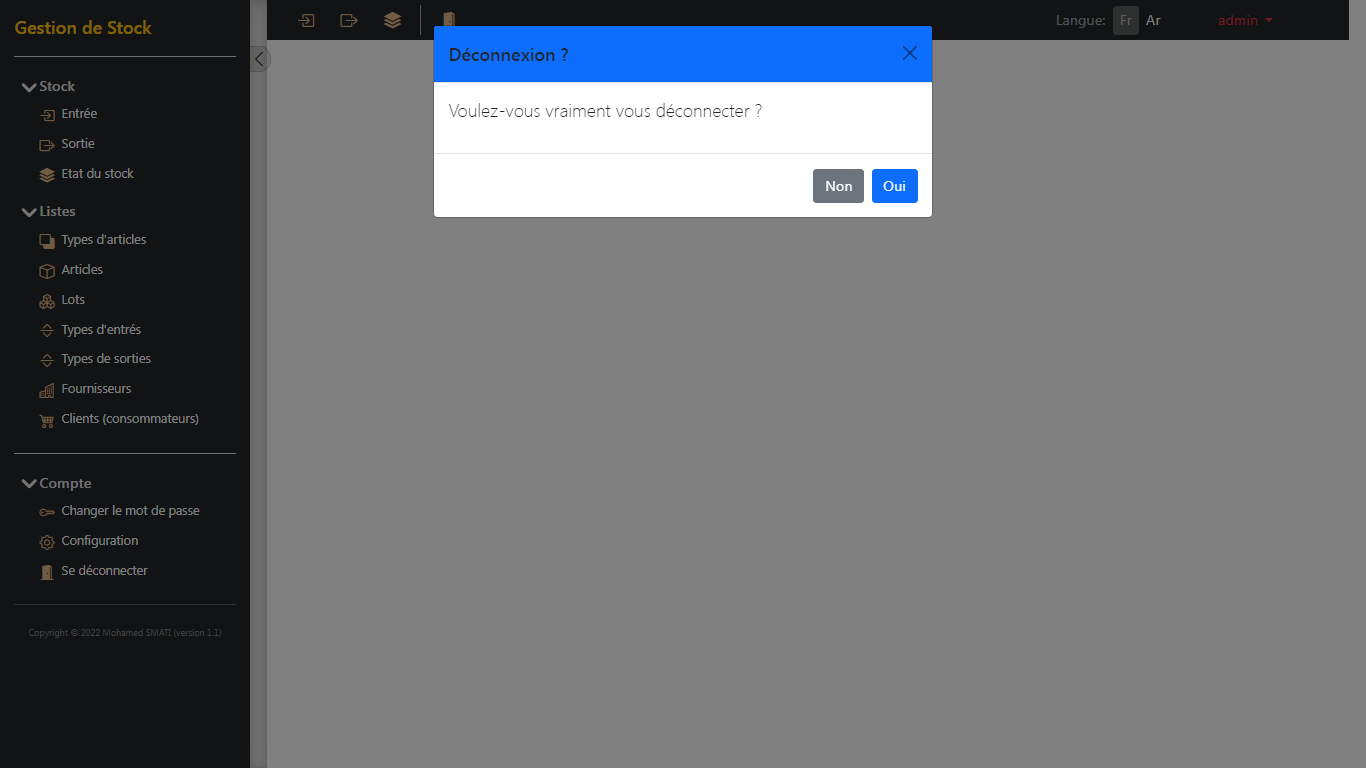 Gestion de Stock
Stock
Entrée
Sortie
Etat du stock
Listes
Types d'articles
Articles
Lots
Types d'entrés
Types de sorties
Fournisseurs
Clients (consommateurs)
Compte
Changer le mot de passe
Configuration
Se déconnecter
Copyright © 2022 Mohamed SMATI (version 1.1)
Langue: Fr Ar admin
Déconnexion ?
Voulez-vous vraiment vous déconnecter ?
Non Oui